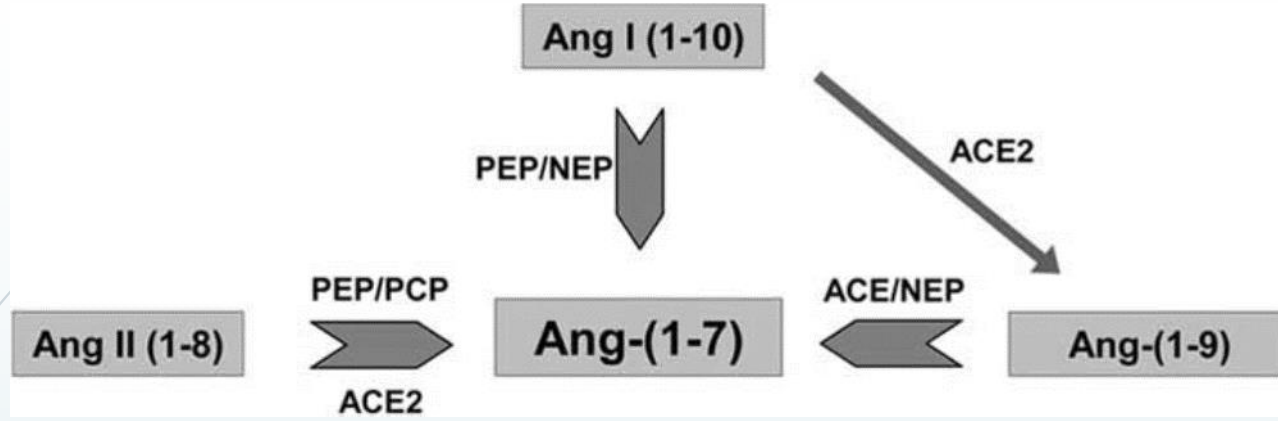 Ang I (1-10)
PEP/NEP
ACE2
PEP/PCP
ACE/NEP
Ang II (1-8)
Ang-(1-7)
Ang-(1-9)
ACE2